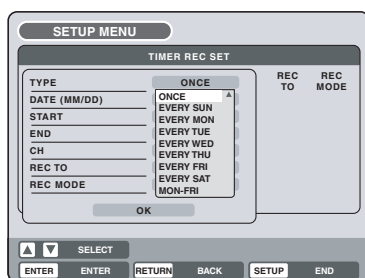 SETUP MENU
TIMER REC SET
TYPE ONCE REC TO REC MODE
DATE (MM/DD) ONCE
START EVERY SUN
EVERY MON
END EVERY TUE
EVERY WED
CH EVERY THU
REC TO EVERY FRI
REC MODE EVERY SAT
MON-FRI
OK
SELECT
ENTER ENTER RETURN BACK SETUP END